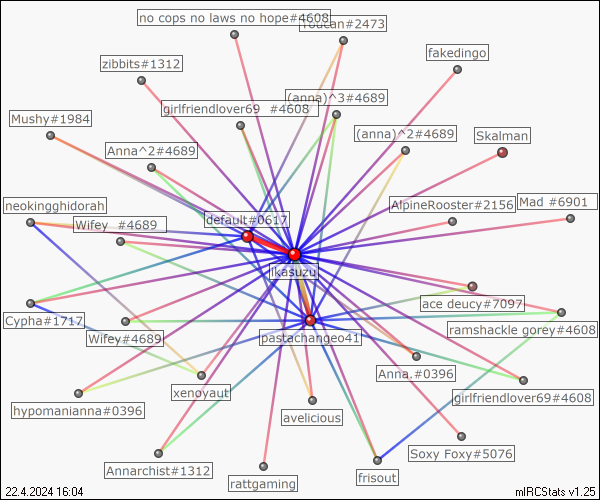 no cops no laws no hope#4608
Toucan#2473
fakedingo
zibbits#1312
(anna)^3#4689
girlfriendlover69 #4608
Mushy#1984
(anna)^2#4689
Skalman
Anna^2#4689
neokingghidorah
default#0617
AlpineRooster#2156
Mad #6901
Wifey #4689
likasuzu
ace deucy#7097
Cypha#1717
Wifey#4689
pastachangeo41
ramshackle gorey#4608
Anna.#0396
xenoyaut
girlfriendlover69#4608
hypomanianna#0396
avelicious
Annarchist#1312
rattgaming
frisout
Soxy Foxy#5076
22.4.2024 16:04
mIRCStats v1.25